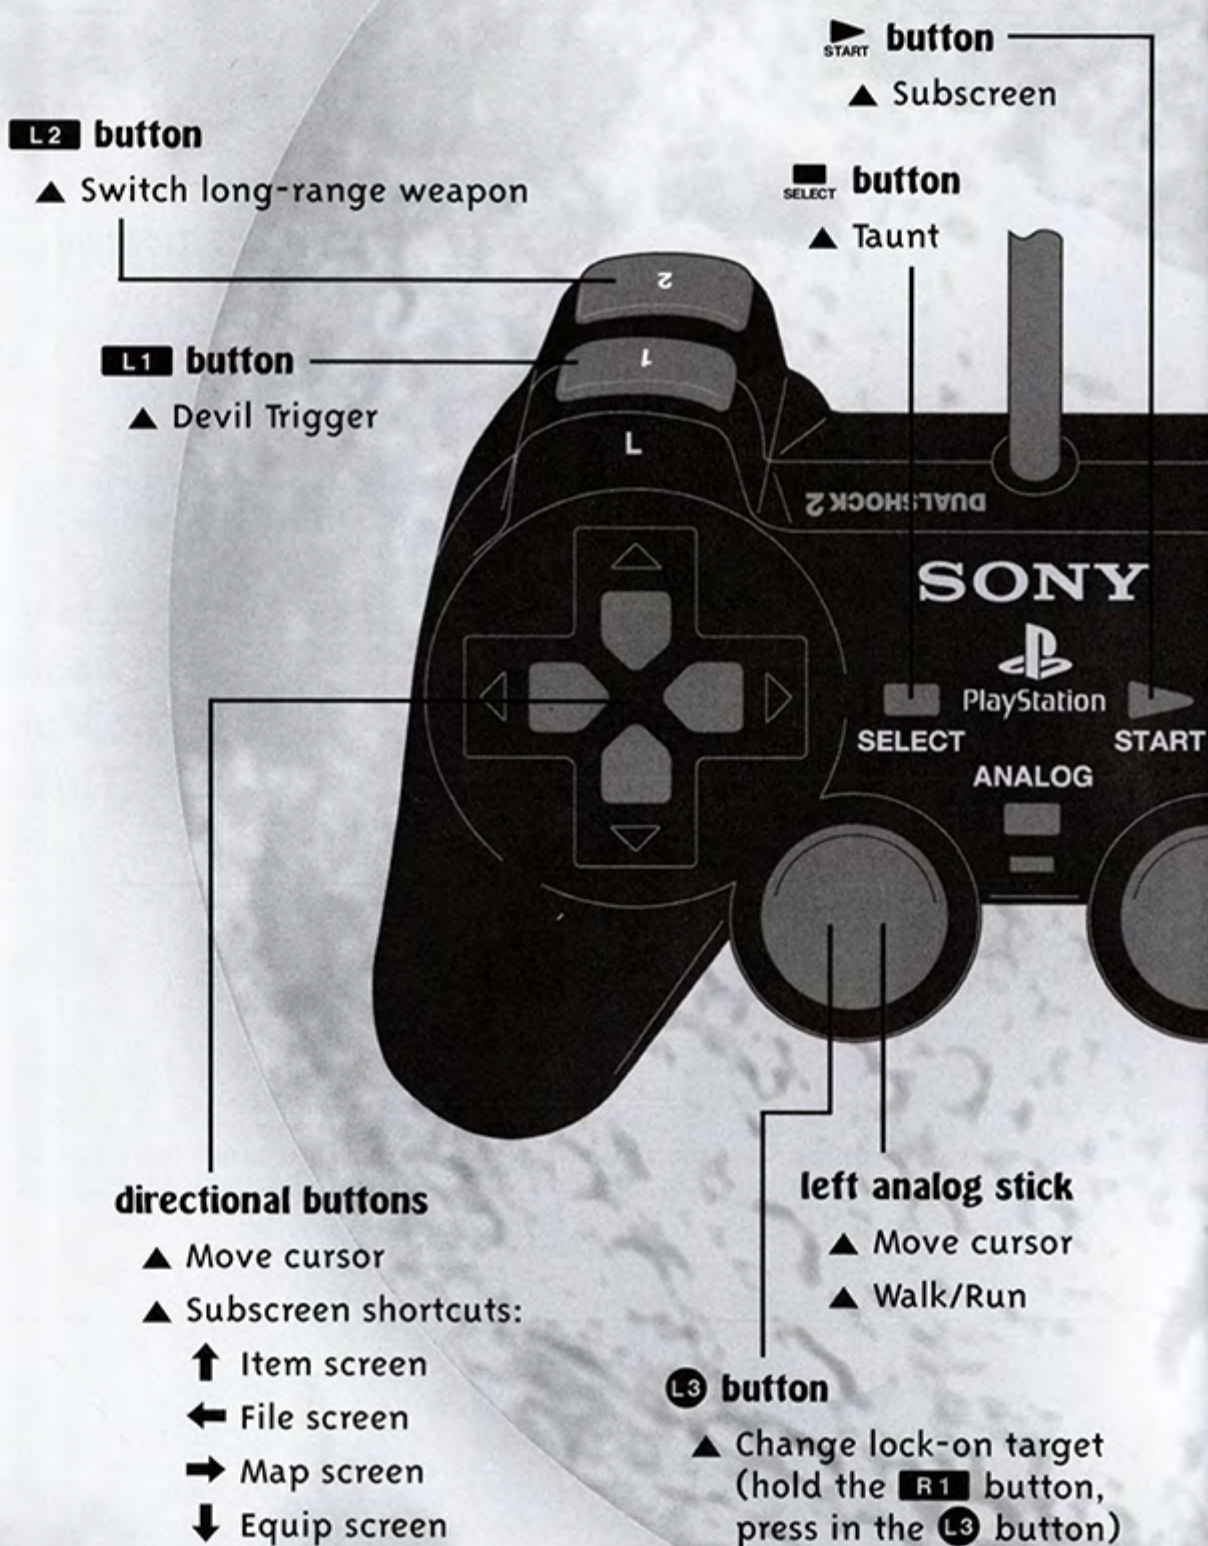 START button
▲ Subscreen
L2 button
▲ Switch long-range weapon
SELECT button
▲ Taunt
2
L1 button
1
▲ Devil Trigger
L
DUALSHOCK 2
SONY
PlayStation
SELECT
START
ANALOG
directional buttons
▲ Move cursor
▲ Subscreen shortcuts:
↑ Item screen
← File screen
→ Map screen
↓ Equip screen
left analog stick
▲ Move cursor
▲ Walk/Run
L3 button
▲ Change lock-on target
(hold the R1 button,
press in the L3 button)